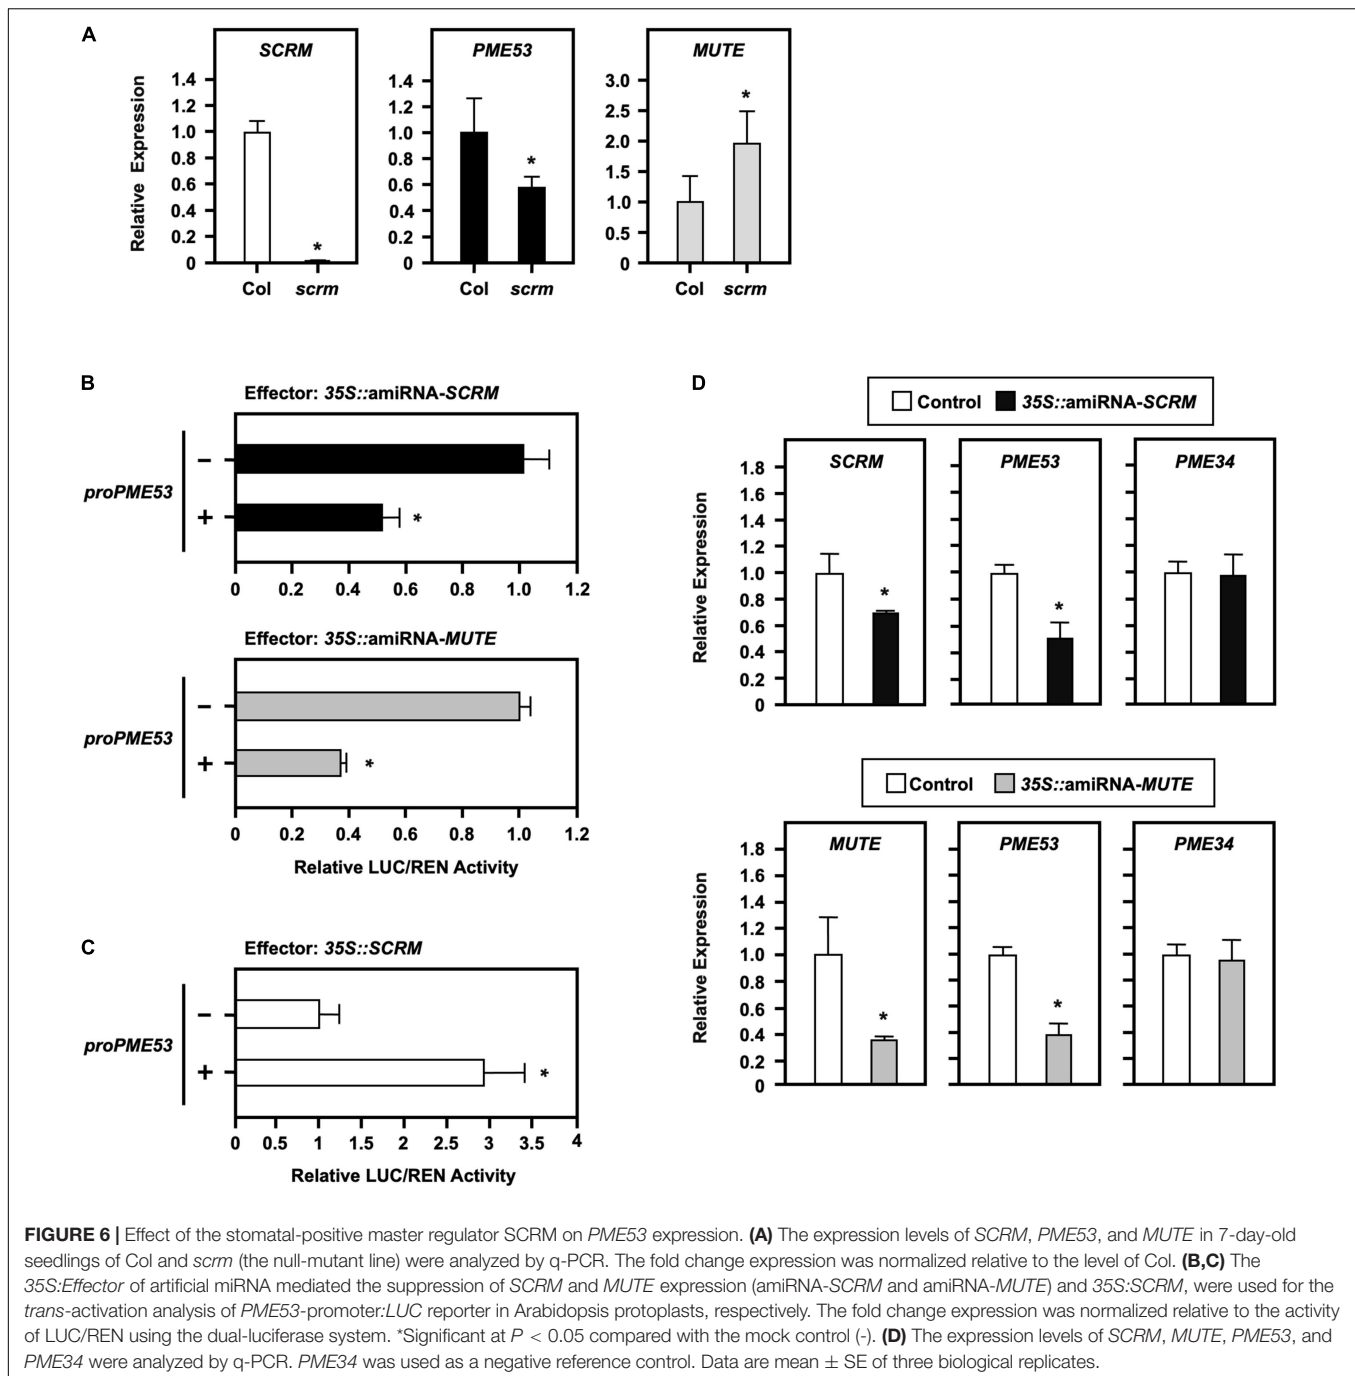 A
SCRM
PME53
MUTE
Relative Expression
1.4
1.2
1.0
0.8
0.6
0.4
0.2
0
*
Col scrm
1.4
1.2
1.0
0.8
0.6
0.4
0.2
0
*
Col scrm
3.0
2.5
2.0
1.5
1.0
0.5
0
*
Col scrm
B
Effector: 35S::amiRNA-SCRM
proPME53
−
+
*
0 0.2 0.4 0.6 0.8 1.0 1.2
Effector: 35S::amiRNA-MUTE
proPME53
−
+
*
0 0.2 0.4 0.6 0.8 1.0 1.2
Relative LUC/REN Activity
C
Effector: 35S::SCRM
proPME53
−
+
*
0 0.5 1 1.5 2 2.5 3 3.5 4
Relative LUC/REN Activity
D
Control 35S::amiRNA-SCRM
SCRM
PME53
PME34
Relative Expression
1.8
1.6
1.4
1.2
1.0
0.8
0.6
0.4
0.2
0
*
*
Control 35S::amiRNA-MUTE
MUTE
PME53
PME34
Relative Expression
1.8
1.6
1.4
1.2
1.0
0.8
0.6
0.4
0.2
0
*
*
FIGURE 6 | Effect of the stomatal-positive master regulator SCRM on PME53 expression. (A) The expression levels of SCRM, PME53, and MUTE in 7-day-old
seedlings of Col and scrm (the null-mutant line) were analyzed by q-PCR. The fold change expression was normalized relative to the level of Col. (B,C) The
35S:Effector of artificial miRNA mediated the suppression of SCRM and MUTE expression (amiRNA-SCRM and amiRNA-MUTE) and 35S:SCRM, were used for the
trans-activation analysis of PME53-promoter:LUC reporter in Arabidopsis protoplasts, respectively. The fold change expression was normalized relative to the activity
of LUC/REN using the dual-luciferase system. *Significant at P < 0.05 compared with the mock control (-). (D) The expression levels of SCRM, MUTE, PME53, and
PME34 were analyzed by q-PCR. PME34 was used as a negative reference control. Data are mean ± SE of three biological replicates.